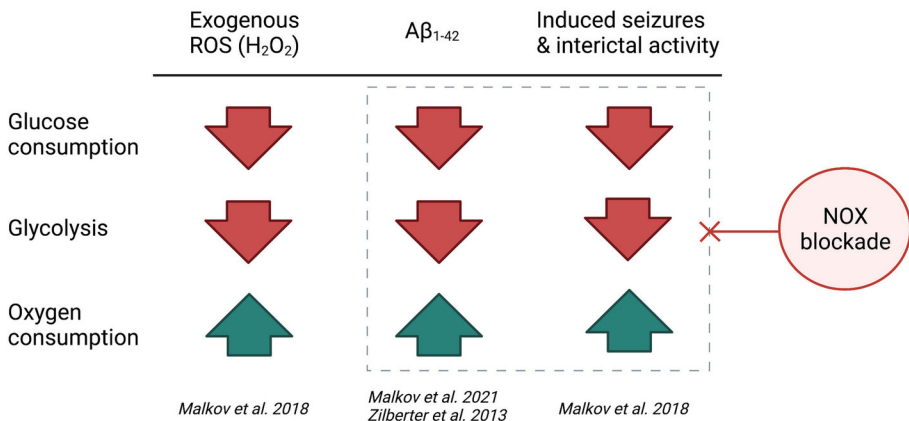 Exogenous
ROS (H₂O₂)
Aβ₁₋₄₂
Induced seizures
& interictal activity
Glucose
consumption
Glycolysis
NOX
blockade
Oxygen
consumption
Malkov et al. 2018
Malkov et al. 2021
Zilberter et al. 2013
Malkov et al. 2018